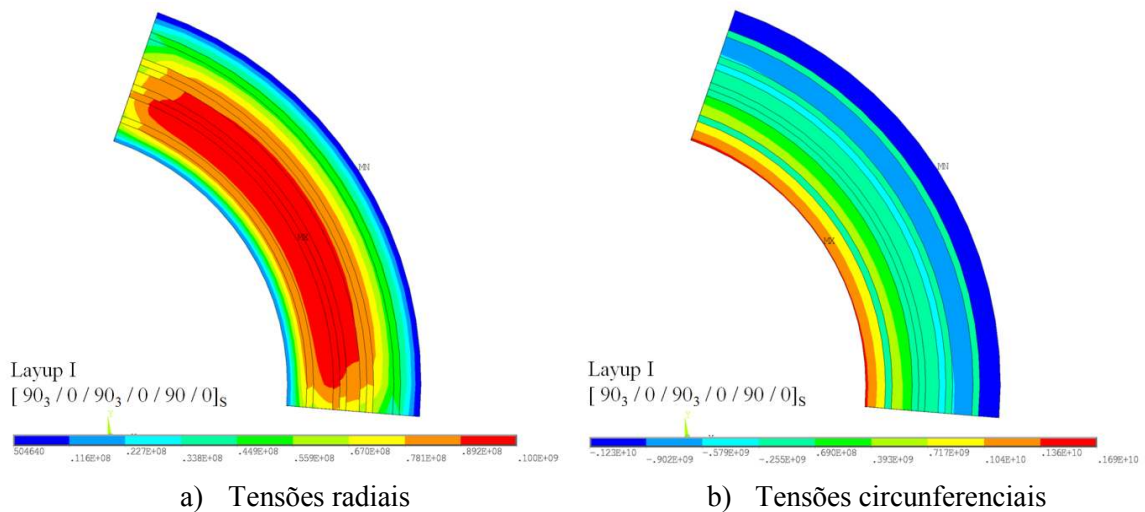 MN
MX
Layup I
[ 90₃ / 0 / 90₃ / 0 / 90 / 0]s
504640 .116E+08 .227E+08 .338E+08 .449E+08 .559E+08 .670E+08 .781E+08 .892E+08 .100E+09
a) Tensões radiais
MN
MX
Layup I
[ 90₃ / 0 / 90₃ / 0 / 90 / 0]s
-.123E+10 -.902E+09 -.579E+09 -.255E+09 .690E+08 .393E+09 .717E+09 .104E+10 .136E+10 .169E+10
b) Tensões circunferenciais